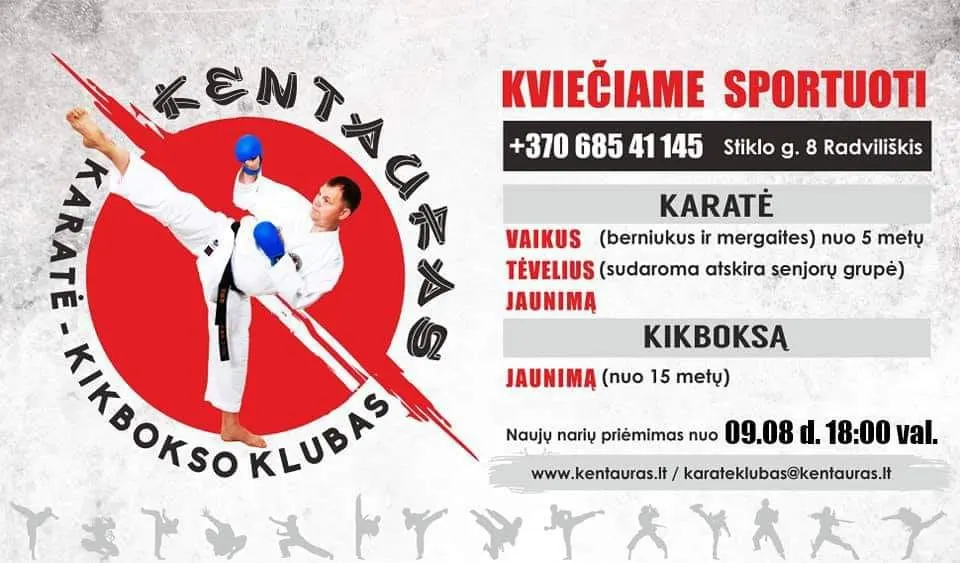 KENTAURAS
KARATĖ - KIKBOKSO KLUBAS
KVIEČIAME SPORTUOTI
+370 685 41 145 Stiklo g. 8 Radviliškis
KARATĖ
VAIKUS (berniukus ir mergaites) nuo 5 metų
TĖVELIUS (sudaroma atskira senjorų grupė)
JAUNIMĄ
KIKBOKSĄ
JAUNIMĄ (nuo 15 metų)
Naujų narių priėmimas nuo 09.08 d. 18:00 val.
www.kentauras.lt / karateklubas@kentauras.lt